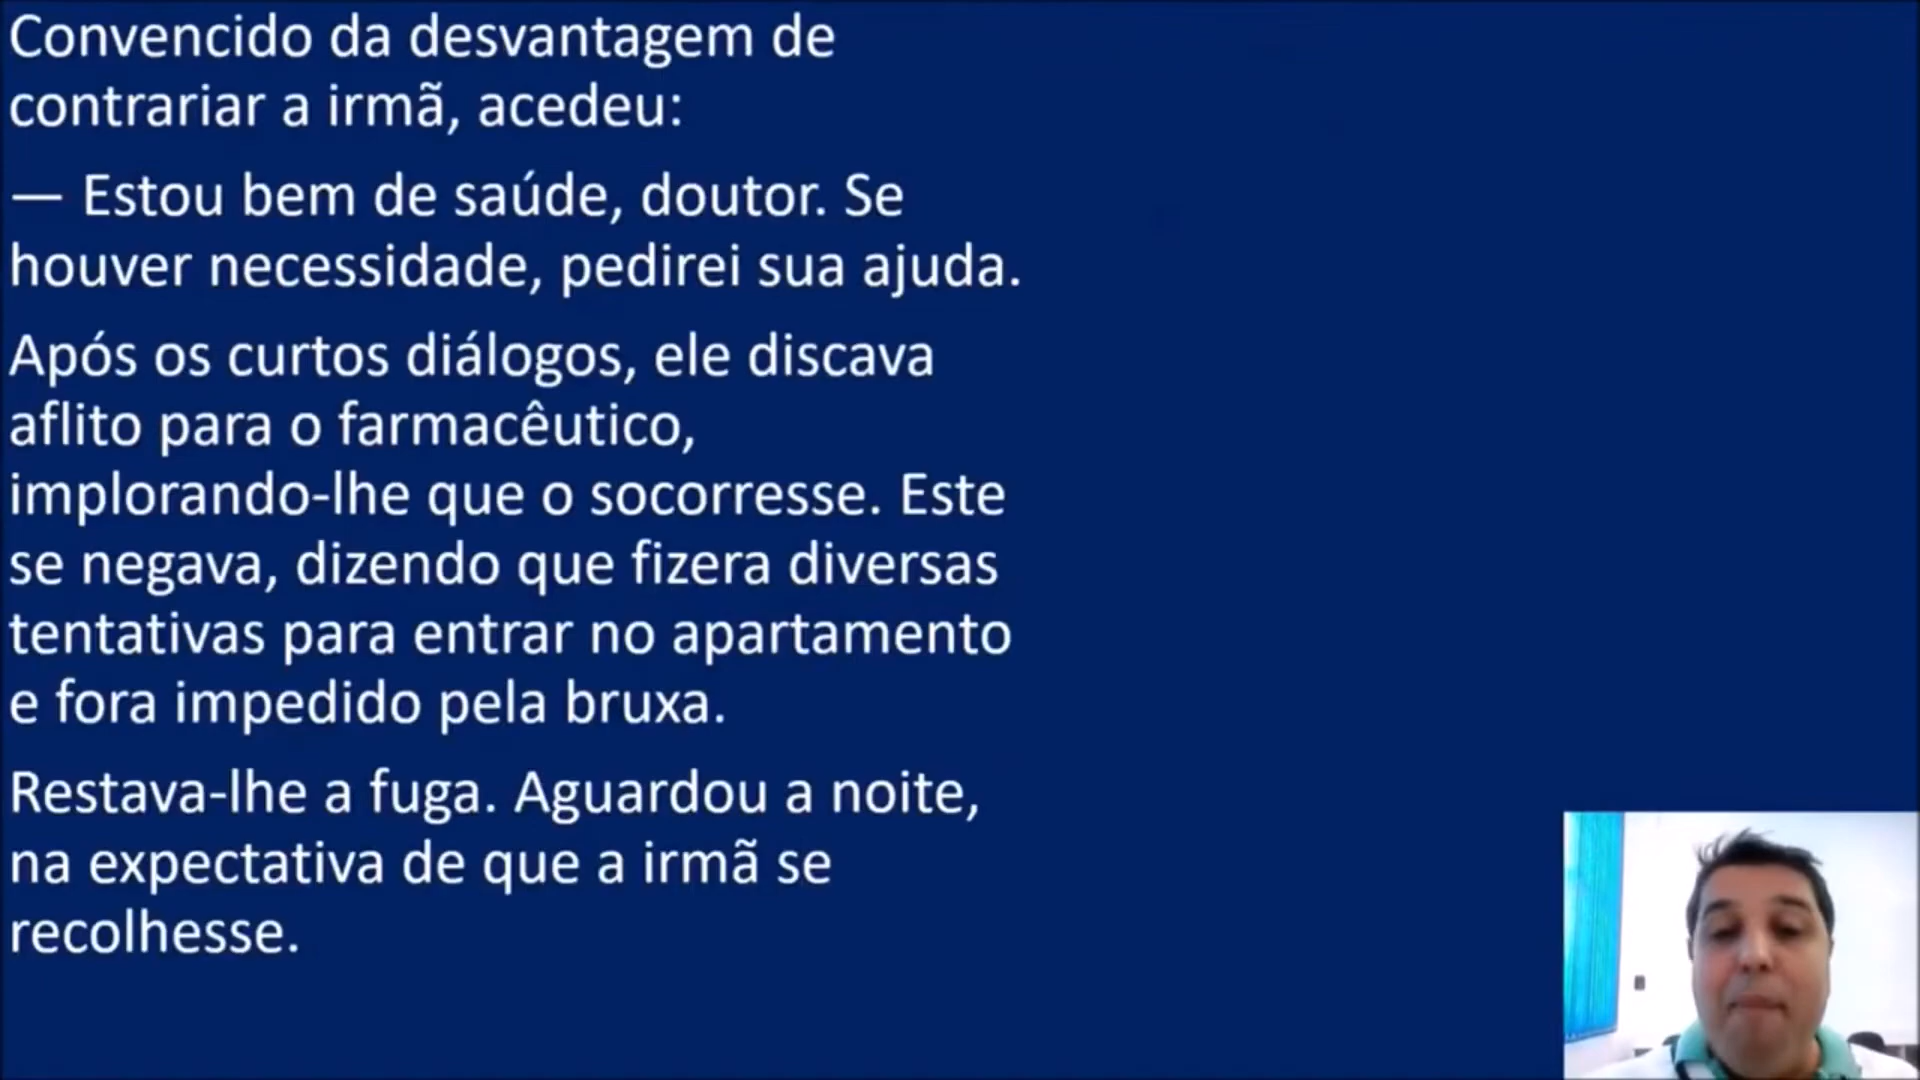 Convencido da desvantagem de
contrariar a irmã, acedeu:
— Estou bem de saúde, doutor. Se
houver necessidade, pedirei sua ajuda.
Após os curtos diálogos, ele discava
aflito para o farmacêutico,
implorando-lhe que o socorresse. Este
se negava, dizendo que fizera diversas
tentativas para entrar no apartamento
e fora impedido pela bruxa.
Restava-lhe a fuga. Aguardou a noite,
na expectativa de que a irmã se
recolhesse.